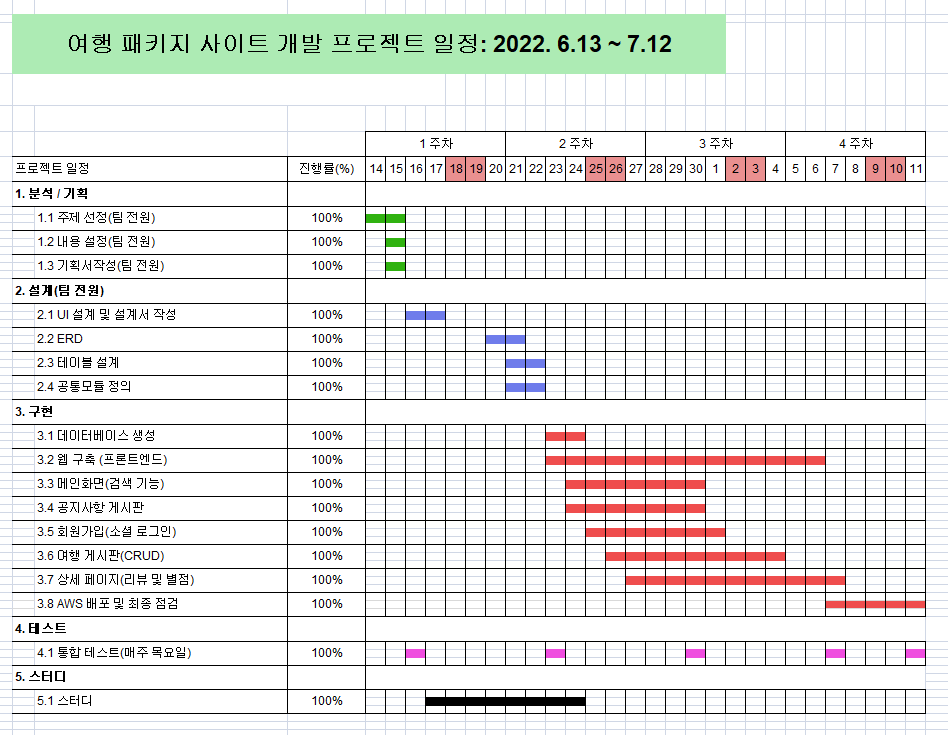 여행 패키지 사이트 개발 프로젝트 일정: 2022. 6.13 ~ 7.12
1 주차 2 주차 3 주차 4 주차
프로젝트 일정 진행률(%) 14 15 16 17 18 19 20 21 22 23 24 25 26 27 28 29 30 1 2 3 4 5 6 7 8 9 10 11
1. 분석 / 기획
1.1 주제 선정(팀 전원) 100%
1.2 내용 설정(팀 전원) 100%
1.3 기획서작성(팀 전원) 100%
2. 설계(팀 전원)
2.1 UI 설계 및 설계서 작성 100%
2.2 ERD 100%
2.3 테이블 설계 100%
2.4 공통모듈 정의 100%
3. 구현
3.1 데이터베이스 생성 100%
3.2 웹 구축 (프론트엔드) 100%
3.3 메인화면(검색 기능) 100%
3.4 공지사항 게시판 100%
3.5 회원가입(소셜 로그인) 100%
3.6 여행 게시판(CRUD) 100%
3.7 상세 페이지(리뷰 및 별점) 100%
3.8 AWS 배포 및 최종 점검 100%
4. 테스트
4.1 통합 테스트(매주 목요일) 100%
5. 스터디
5.1 스터디 100%